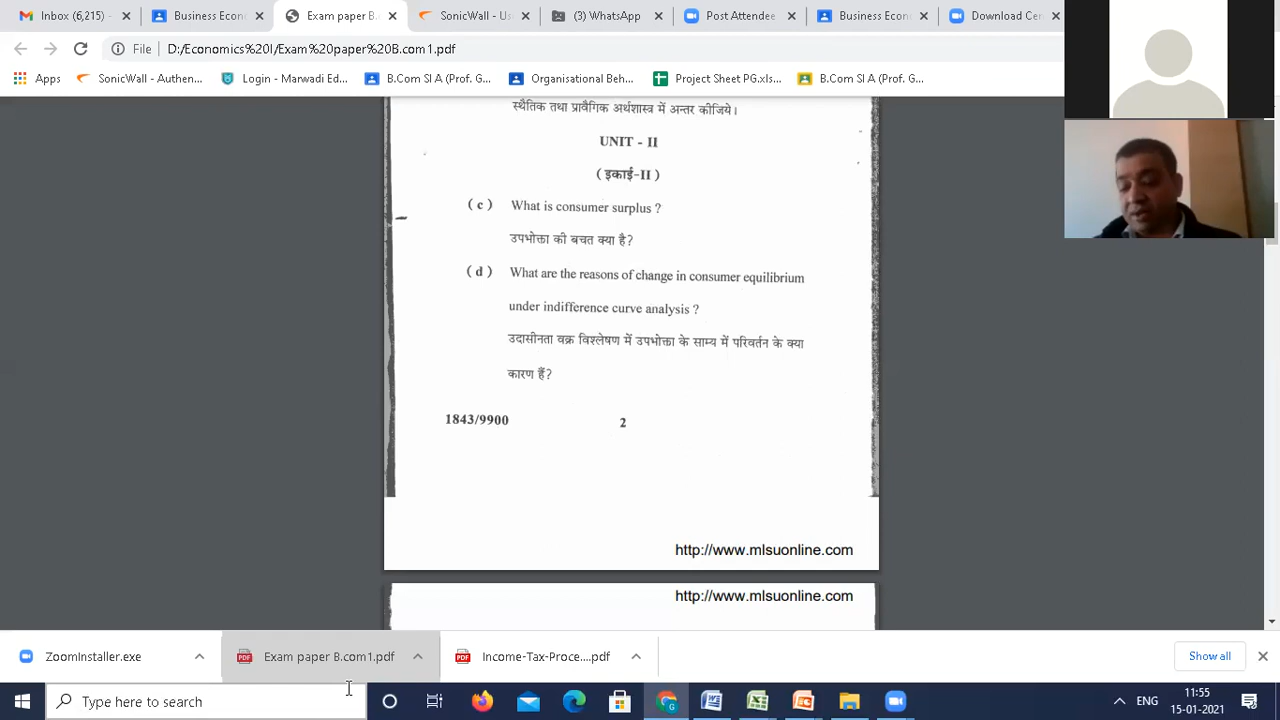 Inbox (6,215) -
Business Econ
Exam paper B.
SonicWall - Us
(3) WhatsApp
Post Attendee
Business Econ
Download Cen
File
D:/Economics%20I/Exam%20paper%20B.com1.pdf
Apps
SonicWall - Authen...
Login - Marwadi Ed...
B.Com SI A (Prof. G...
Organisational Beh...
Project Seet PG.xls...
B.Com SI A (Prof. G...
स्थैतिक तथा प्रावैगिक अर्थशास्त्र में अन्तर कीजिये।
UNIT - II
( इकाई-II )
( c ) What is consumer surplus ?
उपभोक्ता की बचत क्या है?
( d ) What are the reasons of change in consumer equilibrium
under indifference curve analysis ?
उदासीनता वक्र विश्लेषण में उपभोक्ता के साम्य में परिवर्तन के क्या
कारण हैं?
1843/9900 2
http://www.mlsuonline.com
http://www.mlsuonline.com
ZoomInstaller.exe
Exam paper B.com1.pdf
Income-Tax-Proce....pdf
Show all
Type here to search
ENG
11:55
15-01-2021